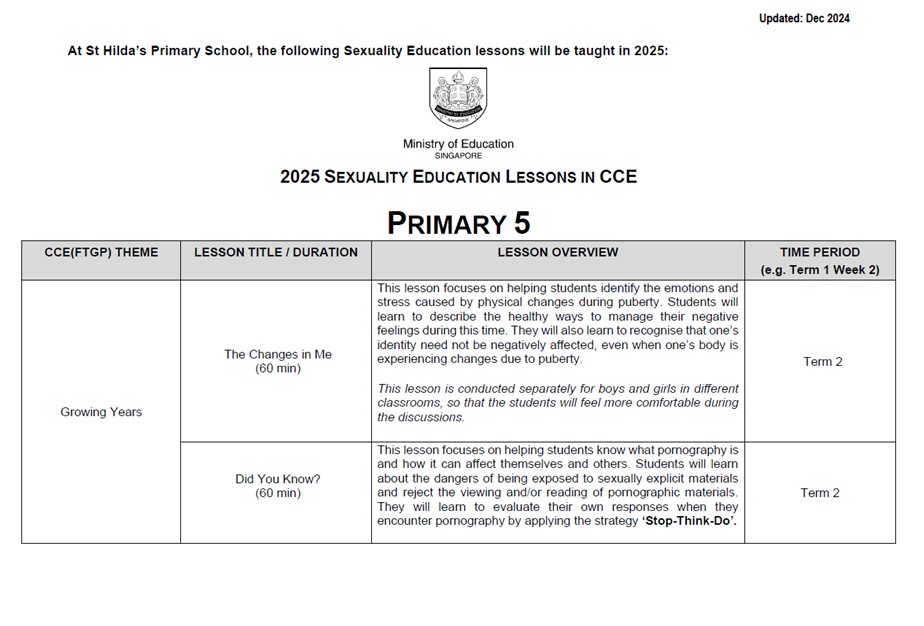 Updated: Dec 2024
At St Hilda's Primary School, the following Sexuality Education lessons will be taught in 2025:
Ministry of Education
SINGAPORE
2025 SEXUALITY EDUCATION LESSONS IN CCE
PRIMARY 5
CCE(FTGP) THEME
LESSON TITLE / DURATION
LESSON OVERVIEW
TIME PERIOD
(e.g. Term 1 Week 2)
Growing Years
The Changes in Me
(60 min)
This lesson focuses on helping students identify the emotions and
stress caused by physical changes during puberty. Students will
learn to describe the healthy ways to manage their negative
feelings during this time. They will also learn to recognise that one's
identity need not be negatively affected, even when one's body is
experiencing changes due to puberty.
This lesson is conducted separately for boys and girls in different
classrooms, so that the students will feel more comfortable during
the discussions.
Term 2
Did You Know?
(60 min)
This lesson focuses on helping students know what pornography is
and how it can affect themselves and others. Students will learn
about the dangers of being exposed to sexually explicit materials
and reject the viewing and/or reading of pornographic materials.
They will learn to evaluate their own responses when they
encounter pornography by applying the strategy 'Stop-Think-Do'.
Term 2